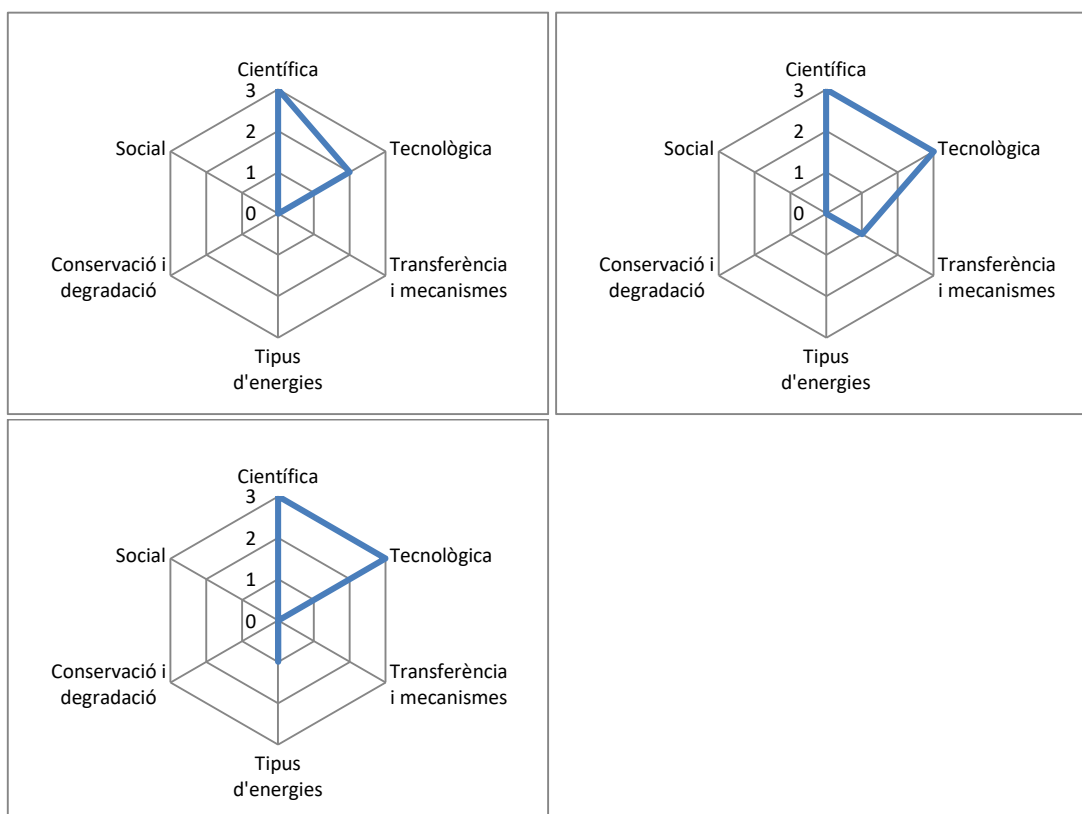 Científica
3
2
1
0
Social
Tecnològica
Conservació i
degradació
Transferència
i mecanismes
Tipus
d'energies
Científica
3
2
1
0
Social
Tecnològica
Conservació i
degradació
Transferència
i mecanismes
Tipus
d'energies
Científica
3
2
1
0
Social
Tecnològica
Conservació i
degradació
Transferència
i mecanismes
Tipus
d'energies